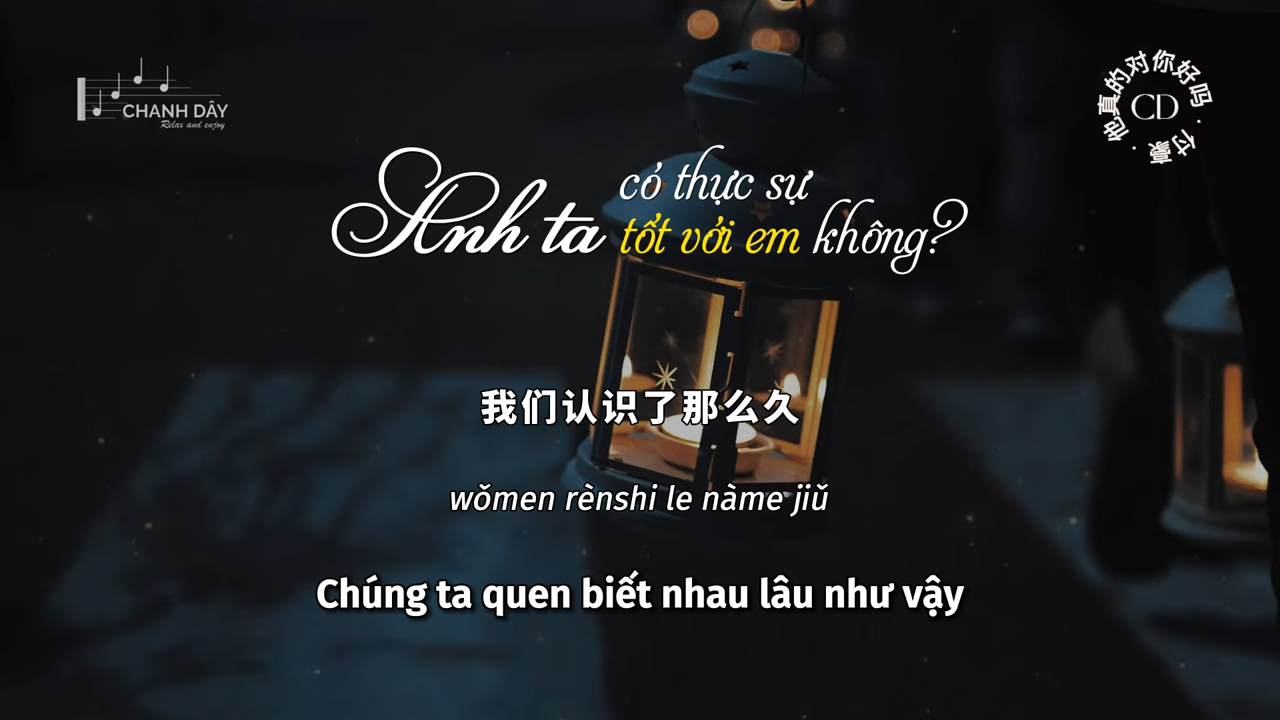 CHANH DÂY
Relax and enjoy
他真的对你好吗 · 付豪 ·
CD
Anh ta có thực sự
tốt với em không?
我们认识了那么久
wǒmen rènshi le nàme jiǔ
Chúng ta quen biết nhau lâu như vậy